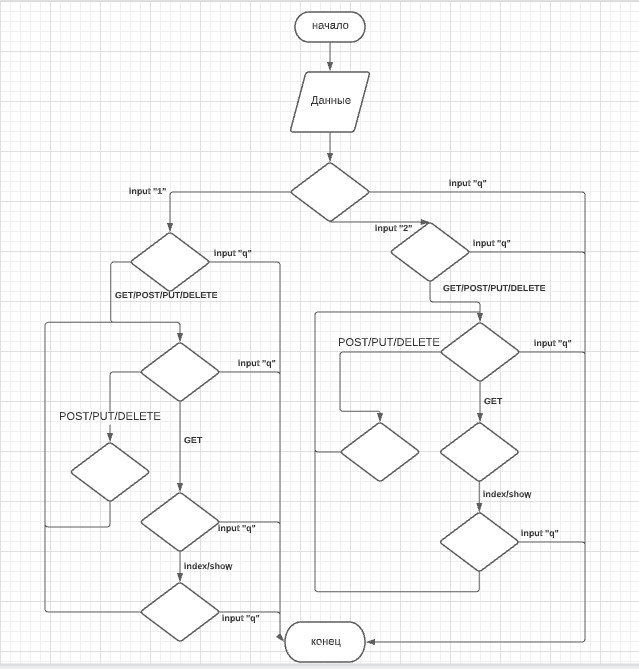 начало
Данные
input "q"
input "1"
input "2"
input "q"
input "q"
GET/POST/PUT/DELETE
GET/POST/PUT/DELETE
POST/PUT/DELETE
input "q"
input "q"
GET
POST/PUT/DELETE
GET
index/show
input "q"
input "q"
index/show
input "q"
конец